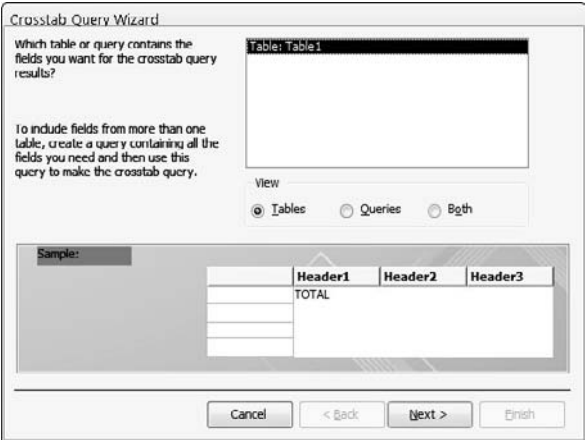 Crosstab Query Wizard
Which table or query contains the
fields you want for the crosstab query
results?
To include fields from more than one
table, create a query containing all the
fields you need and then use this
query to make the crosstab query.
Table: Table1
View
Tables Queries Both
Sample:
Header1 Header2 Header3
TOTAL
Cancel < Back Next > Finish